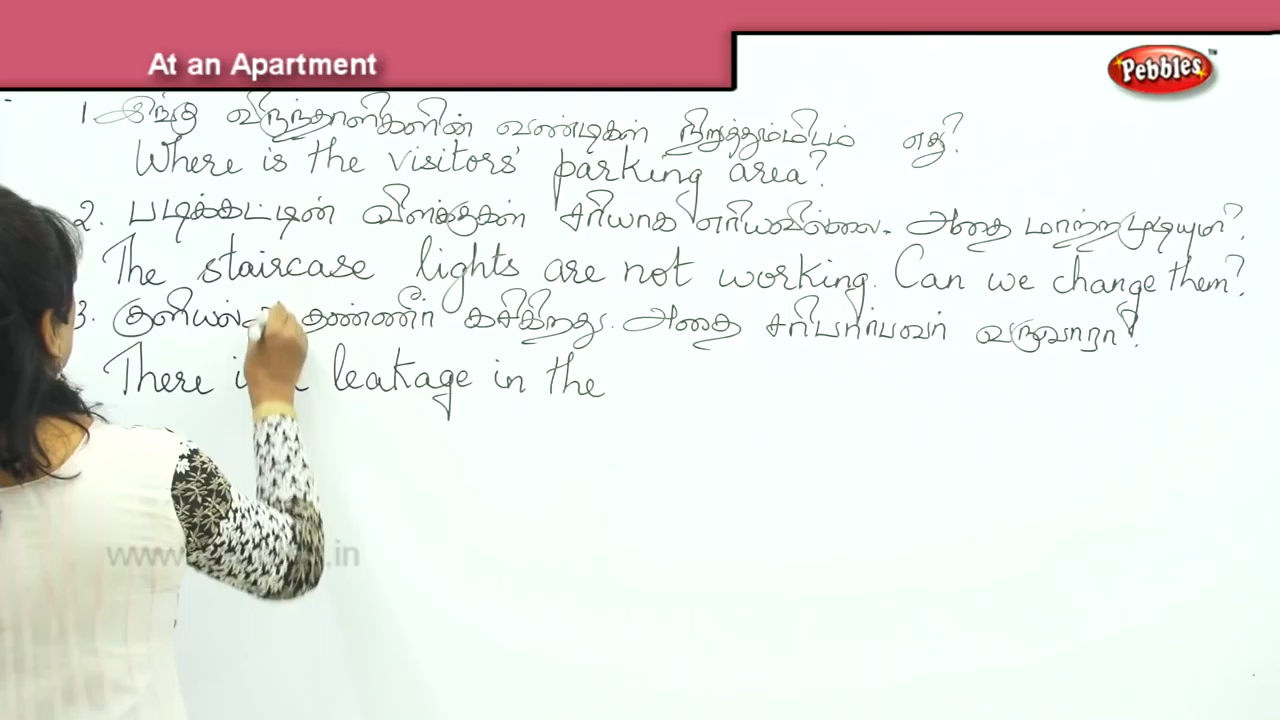 At an Apartment
Pebbles™
1. இங்கு விருந்தாளிகளின் வண்டிகள் நிறுத்தும்மிடம் எது?
Where is the visitors' parking area?
2. படிக்கட்டின் விளக்குகள் சரியாக எரியவில்லை. அதை மாற்றமுடியுமா?
The staircase lights are not working. Can we change them?
3. குளியல் தண்ணீர் கசிகிறது. அதை சரிபார்பவர் வருவாரா?
There leakage in the